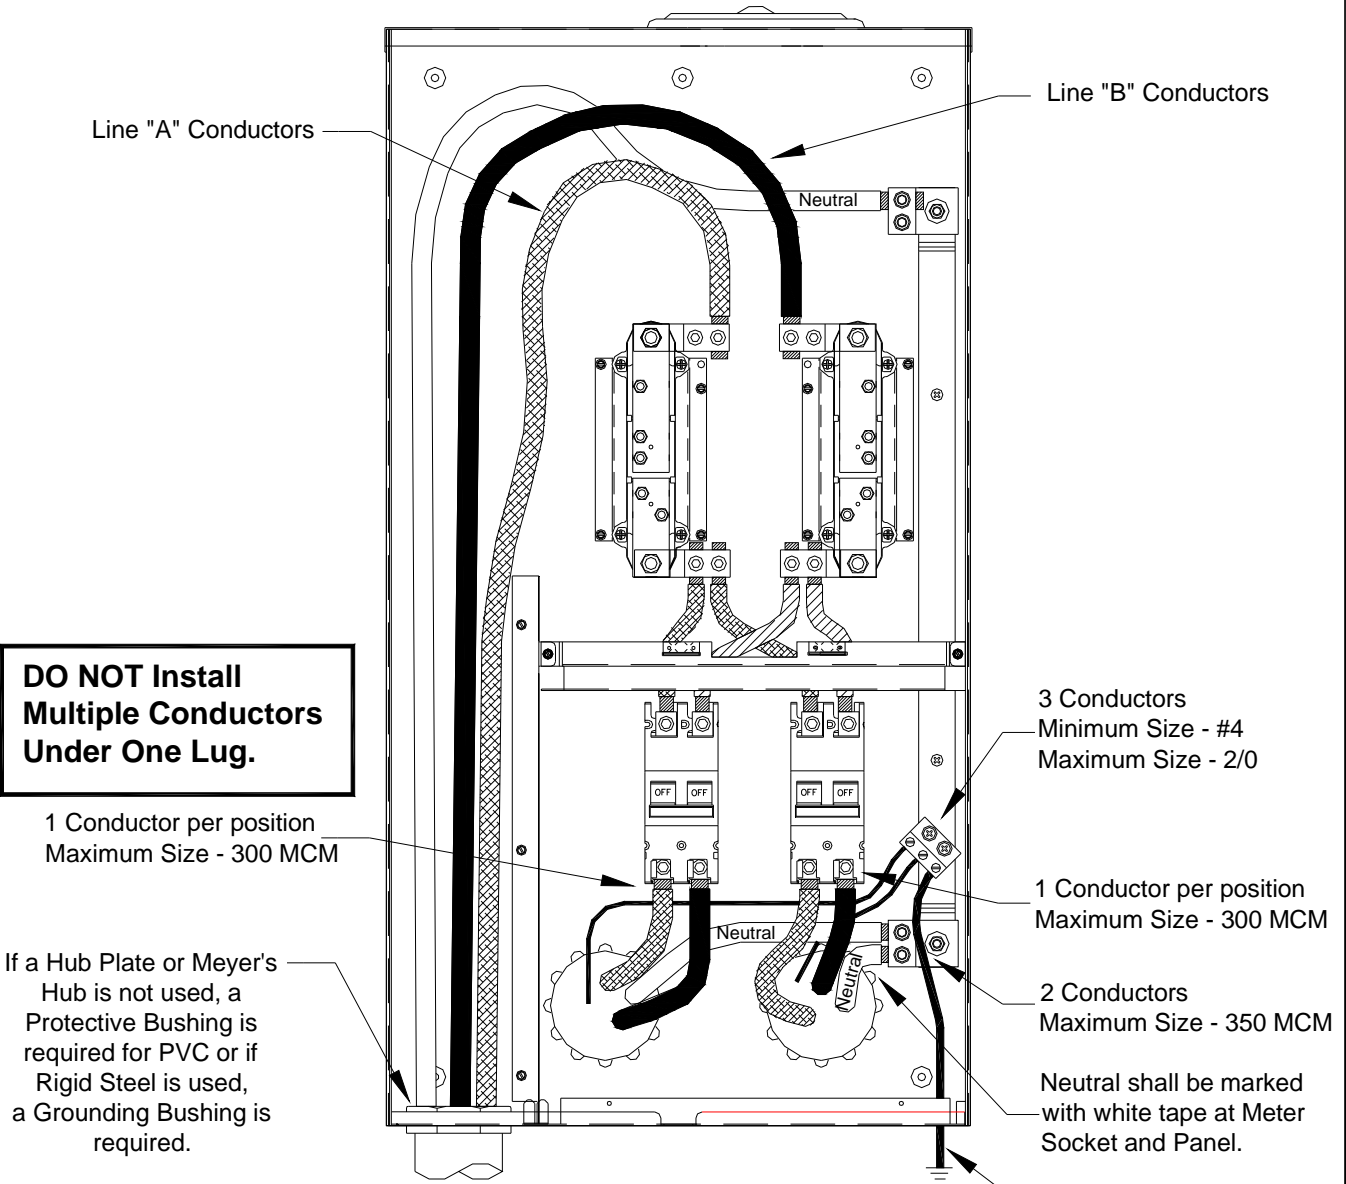 Line "A" Conductors
Line "B" Conductors
Neutral
DO NOT Install
Multiple Conductors
Under One Lug.
3 Conductors
Minimum Size - #4
Maximum Size - 2/0
OFF OFF
OFF OFF
1 Conductor per position
Maximum Size - 300 MCM
1 Conductor per position
Maximum Size - 300 MCM
Neutral
Neutral
If a Hub Plate or Meyer's
Hub is not used, a
Protective Bushing is
required for PVC or if
Rigid Steel is used,
a Grounding Bushing is
required.
2 Conductors
Maximum Size - 350 MCM
Neutral shall be marked
with white tape at Meter
Socket and Panel.